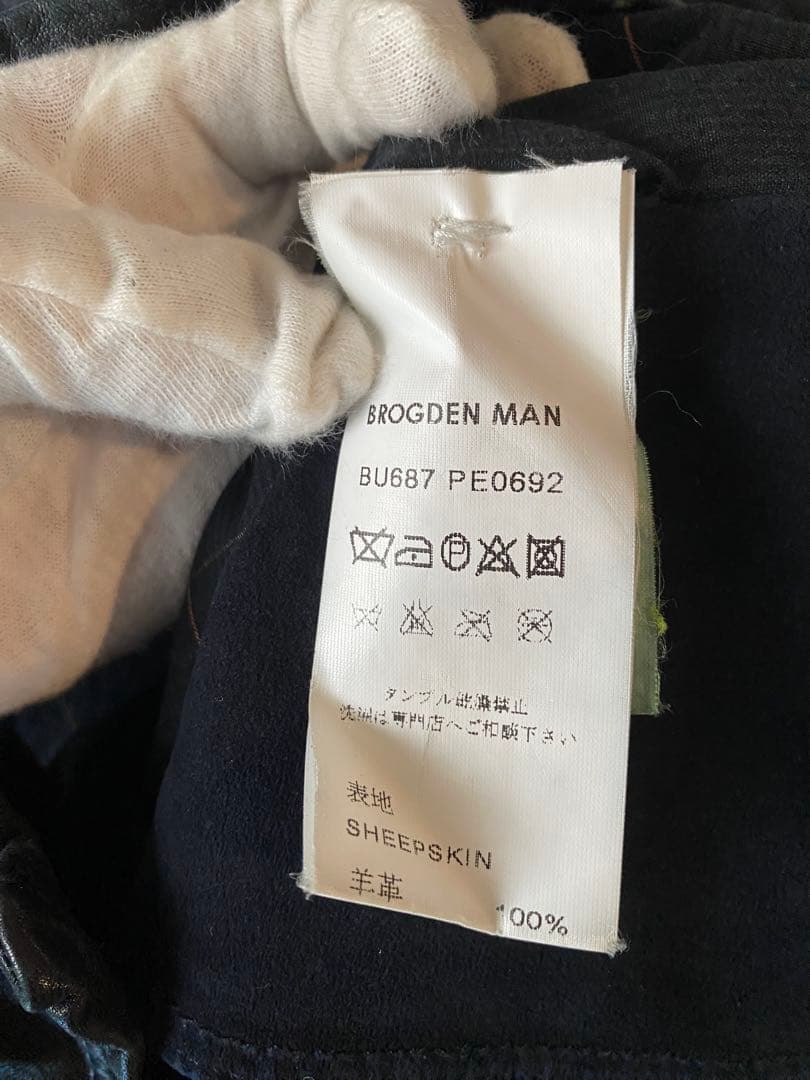 BROGDEN MAN
BU687 PE0692
P
タンブル乾燥禁止
洗濯は専門店へご相談下さい
表地
SHEEPSKIN
羊革
100%